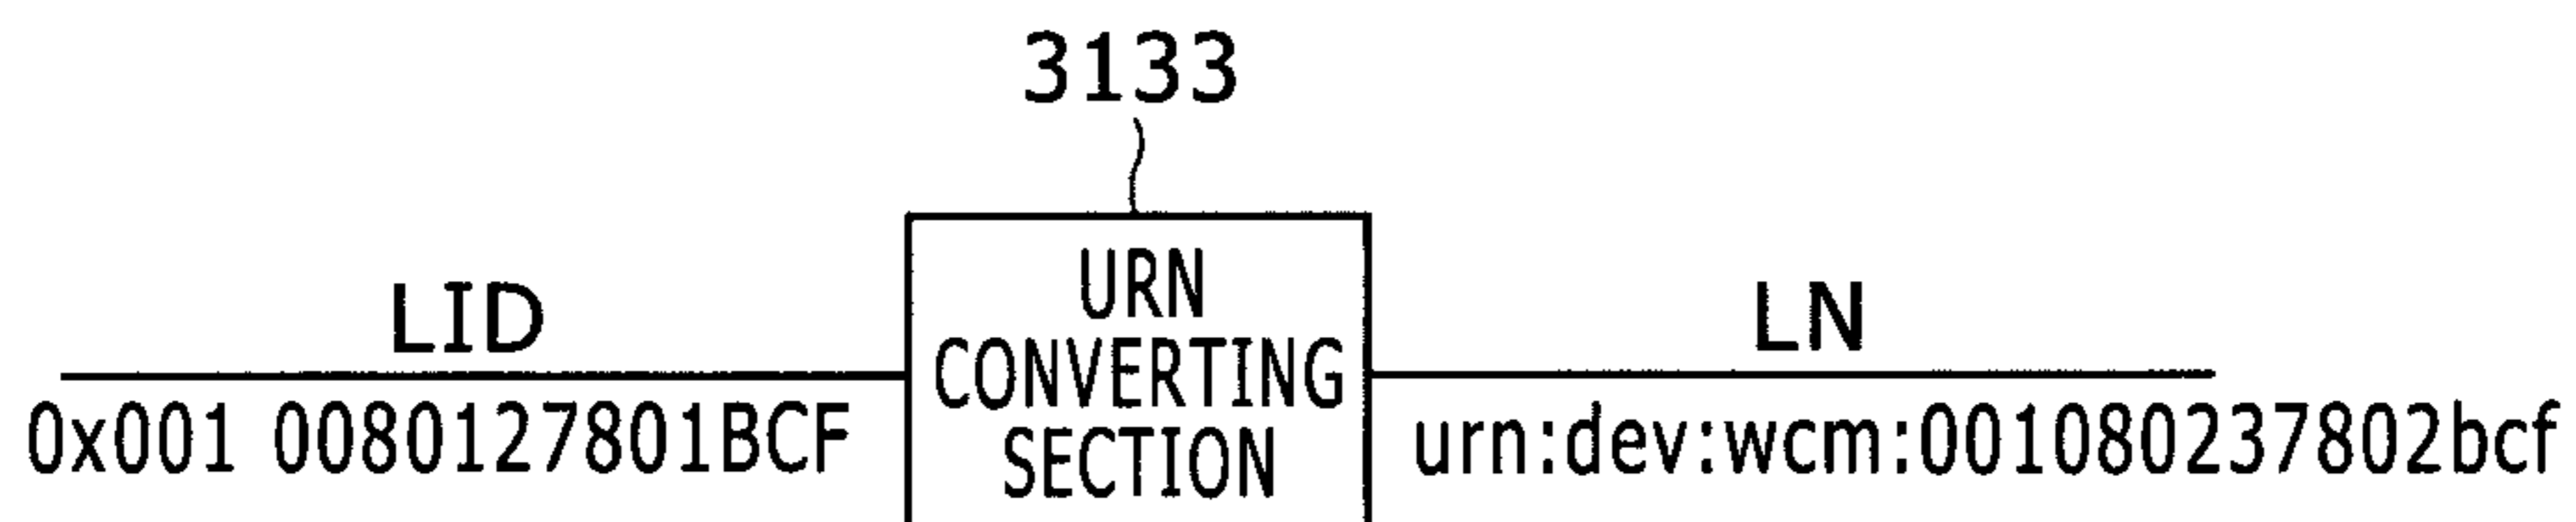 3133
URN
CONVERTING
SECTION
LID
0x001 0080127801BCF
LN
urn:dev:wcm:001080237802bcf